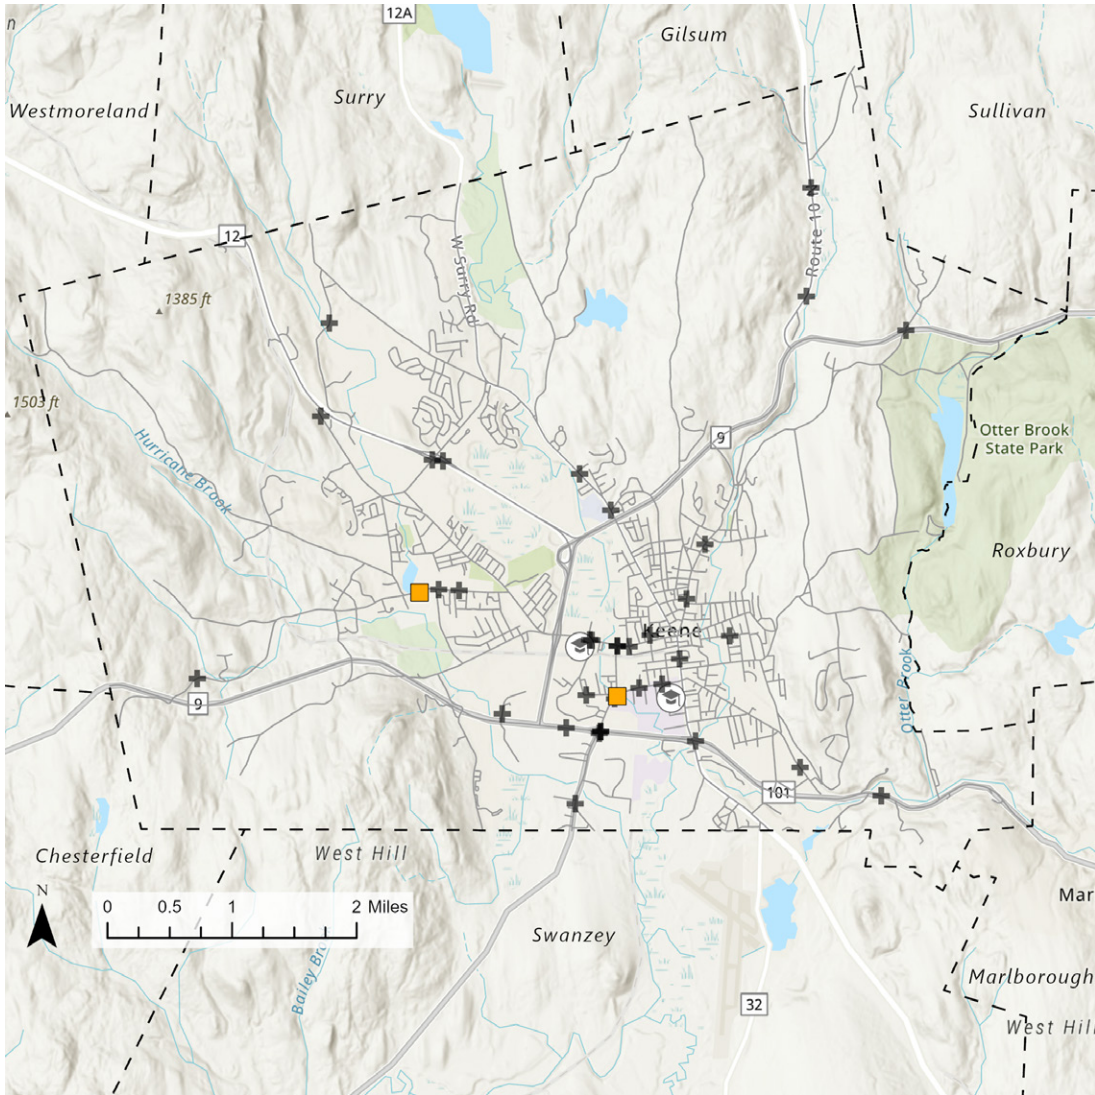 12A
n
Gilsum
Westmoreland
Surry
Sullivan
12
W Surry Rd
Route 10
1385 ft
1503 ft
Hurricane Brook
9
Otter Brook
State Park
Roxbury
Keene
Otter Brook
9
101
Chesterfield
West Hill
N
0 0.5 1 2 Miles
Mar
Swanzey
Bailey Bro
Marlborough
32
West Hill